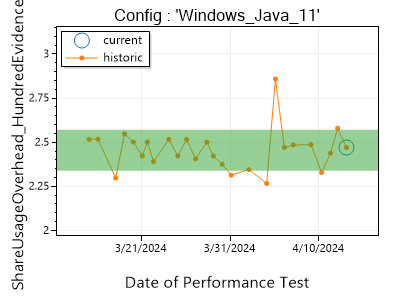 Config : 'Windows_Java_11'
current
historic
3
2.75
2.5
2.25
2
ShareUsageOverhead_HundredEvidence
3/21/2024
3/31/2024
4/10/2024
Date of Performance Test